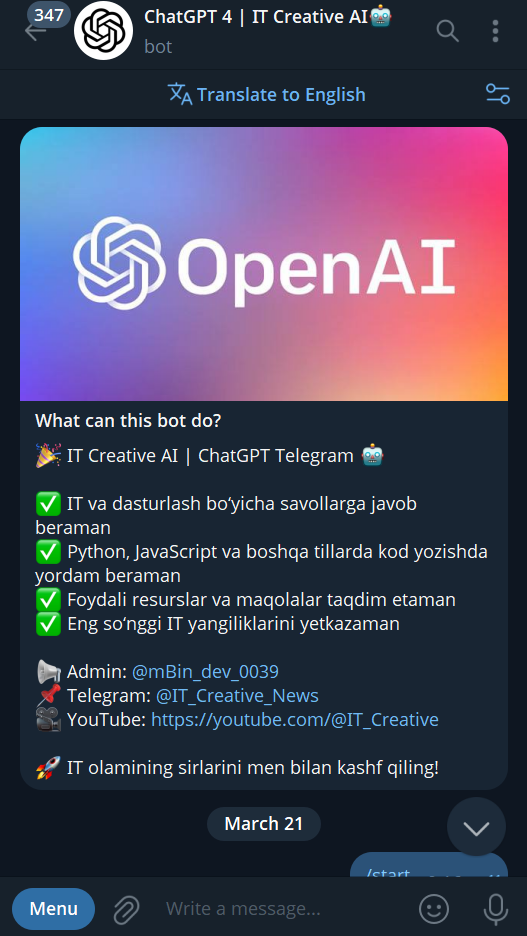 347
ChatGPT 4 | IT Creative AI🤖
bot
Translate to English
OpenAI
What can this bot do?
🎉 IT Creative AI | ChatGPT Telegram 🤖
✅ IT va dasturlash bo‘yicha savollarga javob
beraman
✅ Python, JavaScript va boshqa tillarda kod yozishda
yordam beraman
✅ Foydali resurslar va maqolalar taqdim etaman
✅ Eng so‘nggi IT yangiliklarini yetkazaman
📢 Admin: @mBin_dev_0039
📌 Telegram: @IT_Creative_News
🎥 YouTube: https://youtube.com/@IT_Creative
🚀 IT olamining sirlarini men bilan kashf qiling!
March 21
/start
Menu
Write a message...